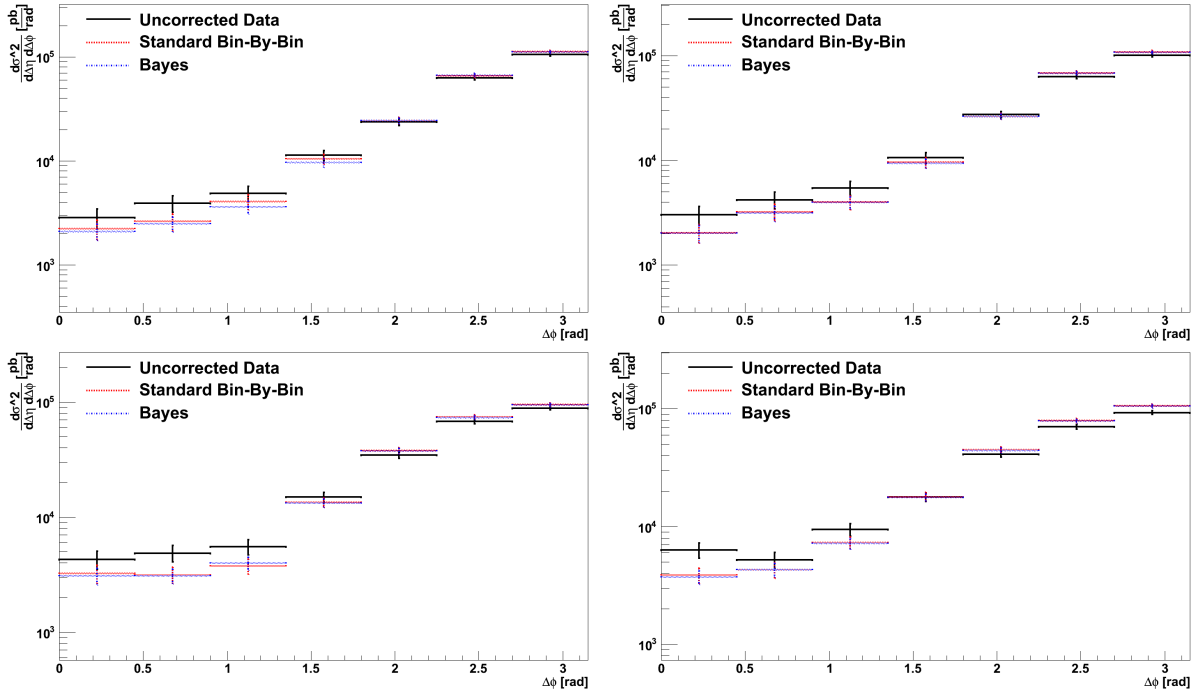 dσ^2
dΔη dΔϕ
[pb
rad]
Uncorrected Data
Standard Bin-By-Bin
Bayes
10^5
10^4
10^3
0 0.5 1 1.5 2 2.5 3
Δϕ [rad]
dσ^2
dΔη dΔϕ
[pb
rad]
Uncorrected Data
Standard Bin-By-Bin
Bayes
10^5
10^4
10^3
0 0.5 1 1.5 2 2.5 3
Δϕ [rad]
dσ^2
dΔη dΔϕ
[pb
rad]
Uncorrected Data
Standard Bin-By-Bin
Bayes
10^5
10^4
10^3
0 0.5 1 1.5 2 2.5 3
Δϕ [rad]
dσ^2
dΔη dΔϕ
[pb
rad]
Uncorrected Data
Standard Bin-By-Bin
Bayes
10^5
10^4
10^3
0 0.5 1 1.5 2 2.5 3
Δϕ [rad]